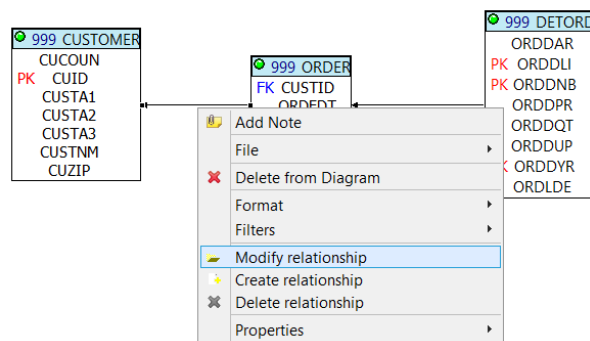 999 CUSTOMER
CUCOUN
PK CUID
CUSTA1
CUSTA2
CUSTA3
CUSTNM
CUZIP
999 ORDER
FK CUSTID
999 DETORD
ORDDAR
PK ORDDLI
PK ORDDNB
ORDDPR
ORDDQT
ORDDUP
ORDDYR
ORDLDE
Add Note
File
Delete from Diagram
Format
Filters
Modify relationship
Create relationship
Delete relationship
Properties